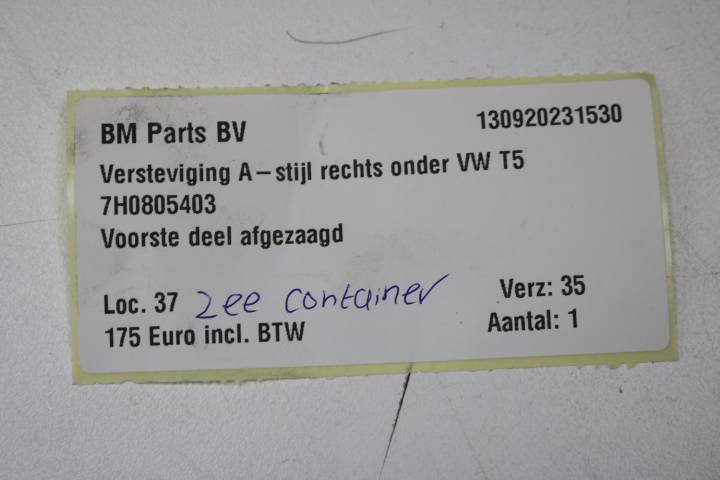 BM Parts BV 130920231530
Versteviging A-stijl rechts onder VW T5
7H0805403
Voorste deel afgezaagd
Loc. 37 zee container Verz: 35
175 Euro incl. BTW Aantal: 1